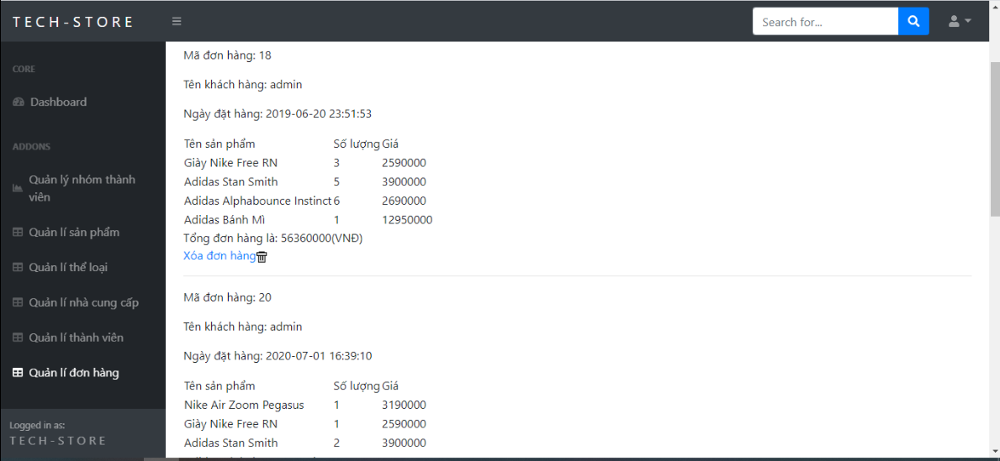 TECH-STORE
Search for...
CORE
Dashboard
ADDONS
Quản lý nhóm thành
viên
Quản lí sản phẩm
Quản lí thể loại
Quản lí nhà cung cấp
Quản lí thành viên
Quản lí đơn hàng
Logged in as:
TECH-STORE
Mã đơn hàng: 18
Tên khách hàng: admin
Ngày đặt hàng: 2019-06-20 23:51:53
Tên sản phẩm Số lượng Giá
Giày Nike Free RN 3 2590000
Adidas Stan Smith 5 3900000
Adidas Alphabounce Instinct 6 2690000
Adidas Bánh Mì 1 12950000
Tổng đơn hàng là: 56360000(VNĐ)
Xóa đơn hàng
Mã đơn hàng: 20
Tên khách hàng: admin
Ngày đặt hàng: 2020-07-01 16:39:10
Tên sản phẩm Số lượng Giá
Nike Air Zoom Pegasus 1 3190000
Giày Nike Free RN 1 2590000
Adidas Stan Smith 2 3900000